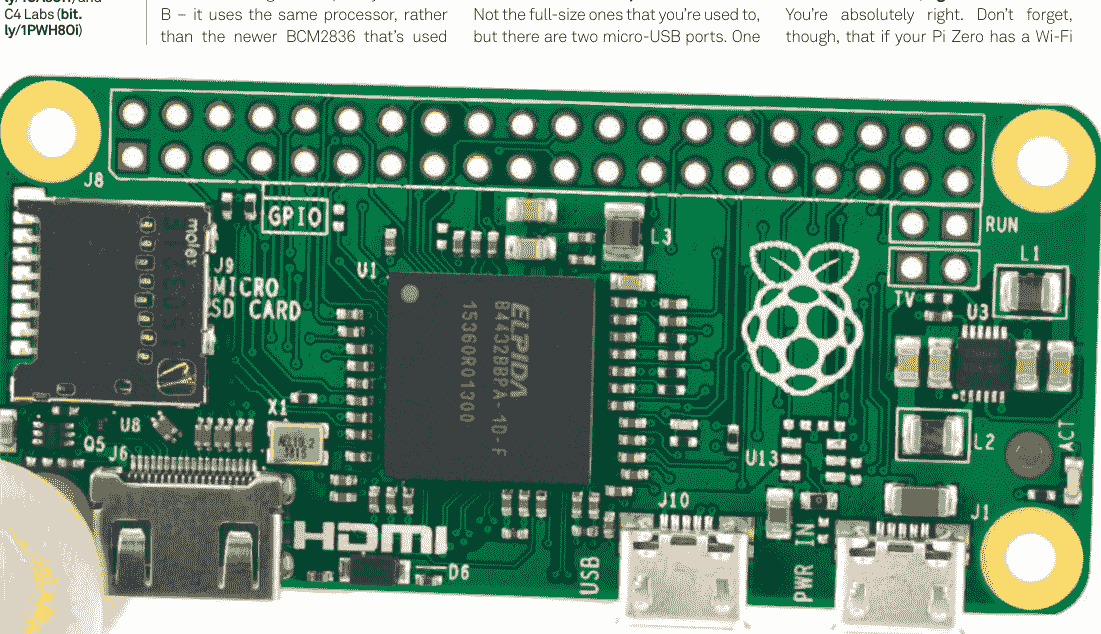 C4 Labs (bit.
ly/1PWH8Oi)
B – it uses the same processor, rather
than the newer BCM2836 that's used
Not the full-size ones that you're used to,
but there are two micro-USB ports. One
You're absolutely right. Don't forget,
though, that if your Pi Zero has a Wi-Fi
J8
GPIO
RUN
TV
L3
L1
U1
U3
molex
J9
MICRO
SD CARD
ELPIDA
B4432BBPA-10-F
15360R01300
X1
U8
Q5
J6
L2
ACT
U13
J10
J1
HDMI
D6
USB
PWR IN